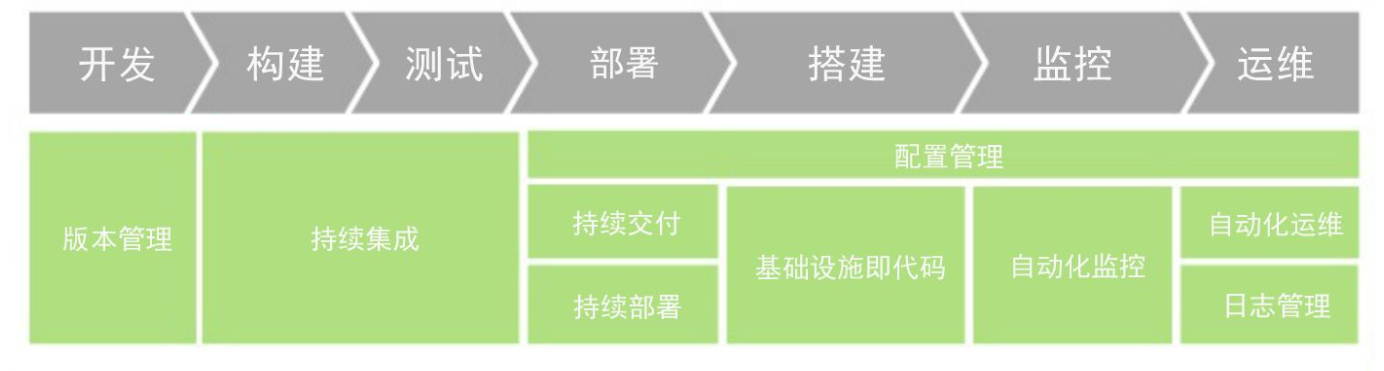 开发
构建
测试
部署
搭建
监控
运维
配置管理
版本管理
持续集成
持续交付
持续部署
基础设施即代码
自动化监控
自动化运维
日志管理